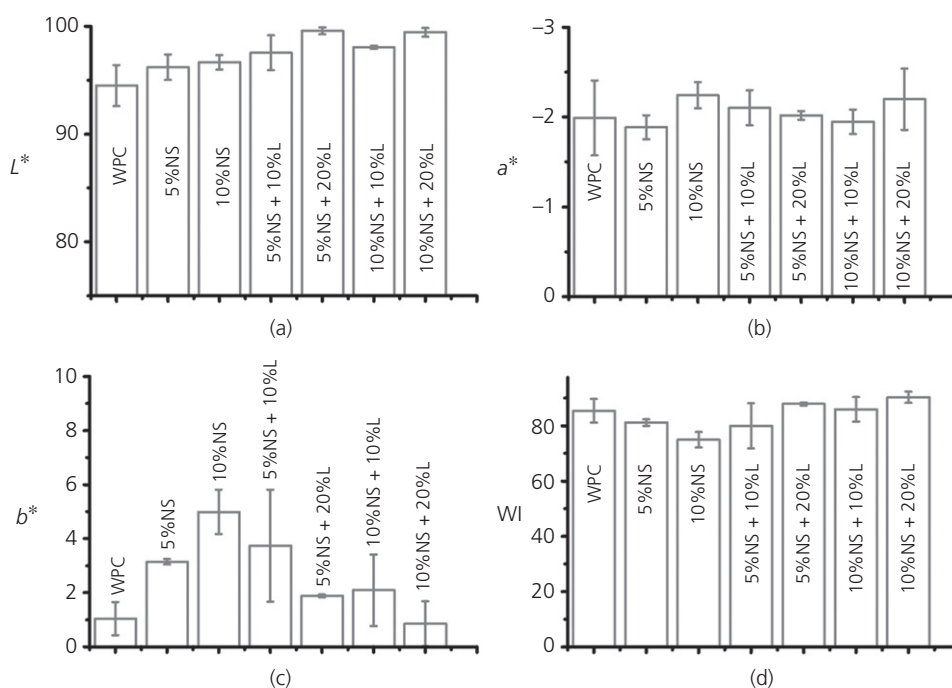 100
90
80
L*
WPC
5%NS
10%NS
5%NS + 10%L
5%NS + 20%L
10%NS + 10%L
10%NS + 20%L
(a)
–3
–2
–1
0
a*
WPC
5%NS
10%NS
5%NS + 10%L
5%NS + 20%L
10%NS + 10%L
10%NS + 20%L
(b)
10
8
6
4
2
0
b*
WPC
5%NS
10%NS
5%NS + 10%L
5%NS + 20%L
10%NS + 10%L
10%NS + 20%L
(c)
80
60
40
20
0
WI
WPC
5%NS
10%NS
5%NS + 10%L
5%NS + 20%L
10%NS + 10%L
10%NS + 20%L
(d)